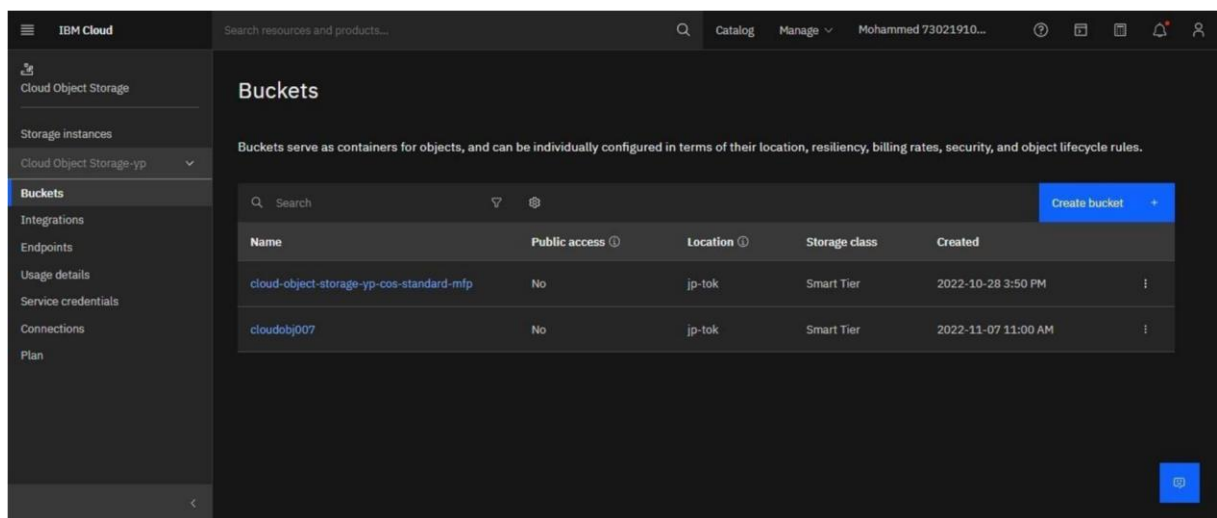 IBM Cloud
Search resources and products...
Catalog
Manage
Mohammed 73021910...
Cloud Object Storage
Storage instances
Cloud Object Storage-yp
Buckets
Integrations
Endpoints
Usage details
Service credentials
Connections
Plan
Buckets
Buckets serve as containers for objects, and can be individually configured in terms of their location, resiliency, billing rates, security, and object lifecycle rules.
Search
Create bucket +
Name Public access Location Storage class Created
cloud-object-storage-yp-cos-standard-mfp No jp-tok Smart Tier 2022-10-28 3:50 PM
cloudobj007 No jp-tok Smart Tier 2022-11-07 11:00 AM